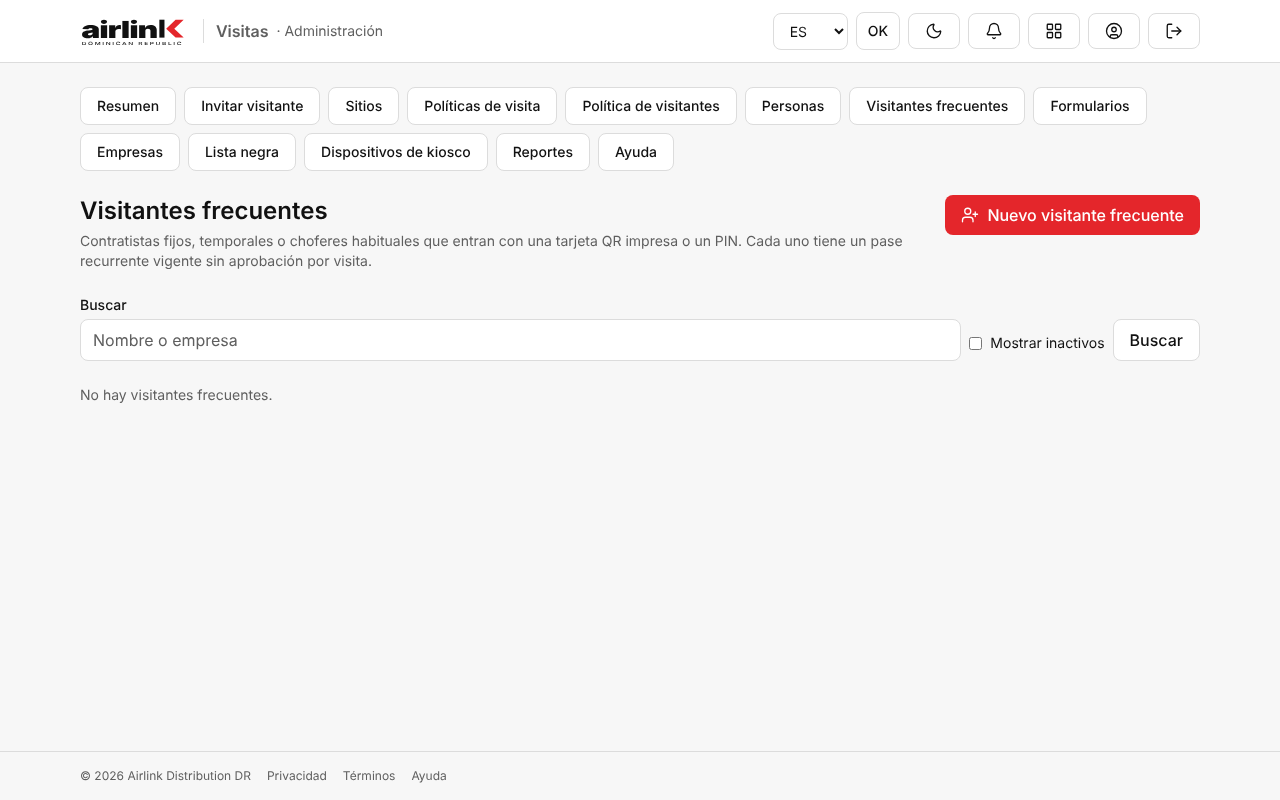 airlink
DOMINICAN REPUBLIC
Visitas · Administración
ES
OK
Resumen
Invitar visitante
Sitios
Políticas de visita
Política de visitantes
Personas
Visitantes frecuentes
Formularios
Empresas
Lista negra
Dispositivos de kiosco
Reportes
Ayuda
Visitantes frecuentes
Nuevo visitante frecuente
Contratistas fijos, temporales o choferes habituales que entran con una tarjeta QR impresa o un PIN. Cada uno tiene un pase
recurrente vigente sin aprobación por visita.
Buscar
Nombre o empresa
Mostrar inactivos
Buscar
No hay visitantes frecuentes.
© 2026 Airlink Distribution DR
Privacidad
Términos
Ayuda